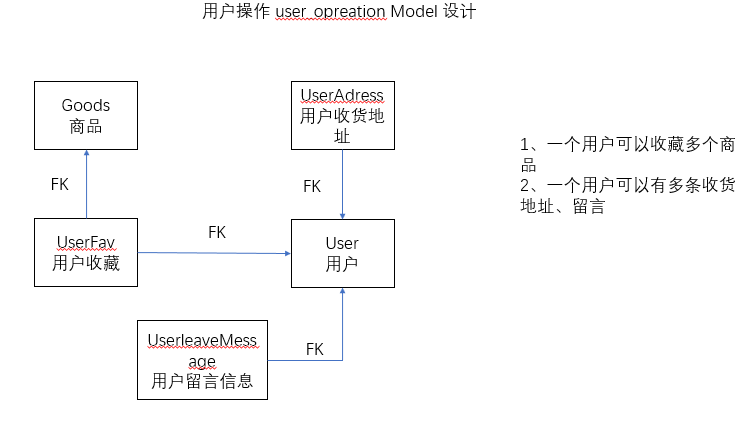 用户操作 user_opreation Model 设计
Goods
商品
UserAdress
用户收货地
址
1、一个用户可以收藏多个商
品
2、一个用户可以有多条收货
地址、留言
FK
FK
UserFav
用户收藏
FK
User
用户
UserleaveMess
age
用户留言信息
FK